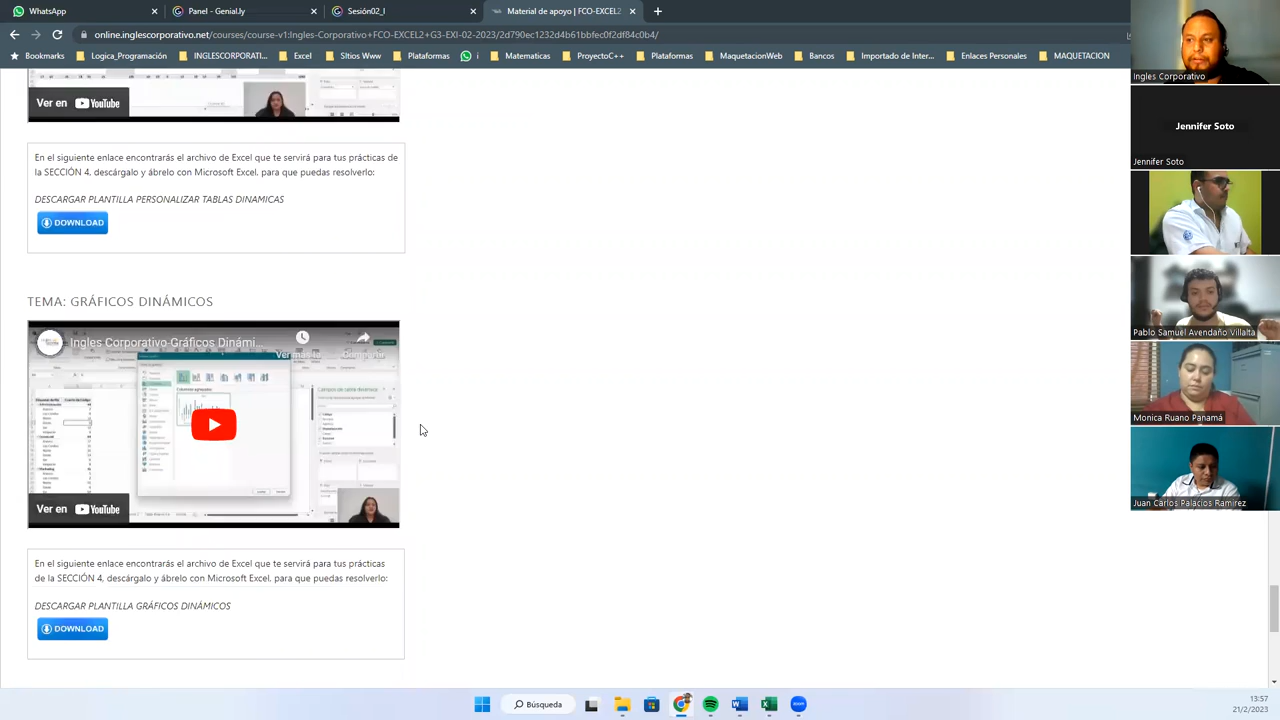 WhatsApp
Panel - Genial.ly
Sesión02_I
Material de apoyo | FCO-EXCEL2
online.inglescorporativo.net/courses/course-v1:Ingles-Corporativo+FCO-EXCEL2+G3-EXI-02-2023/2d790ec1232d4b61bbfec0f2df84c0b4/
Bookmarks
Logica_Programación
INGLESCORPORATI...
Excel
SItios Www
Plataformas
ProyectoC++
Plataformas
Bancos
Importado de Inter...
Enlaces Personales
MAQUETACION
Ver en YouTube
En el siguiente enlace encontrarás el archivo de Excel que te servirá para tus prácticas de
la SECCIÓN 4, descárgalo y ábrelo con Microsoft Excel, para que puedas resolverlo:
DESCARGAR PLANTILLA PERSONALIZAR TABLAS DINAMICAS
DOWNLOAD
TEMA: GRÁFICOS DINÁMICOS
Ingles Corporativo-Gráficos Dinámi...
Ver en YouTube
En el siguiente enlace encontrarás el archivo de Excel que te servirá para tus prácticas
de la SECCIÓN 4, descárgalo y ábrelo con Microsoft Excel, para que puedas resolverlo:
DESCARGAR PLANTILLA GRÁFICOS DINÁMICOS
DOWNLOAD
Ingles Corporativo
Jennifer Soto
Jennifer Soto
Pablo Samuel Avendaño Villalta
Monica Ruano Panamá
Juan Carlos Palacios Ramirez
Búsqueda
13:57
21/2/2023